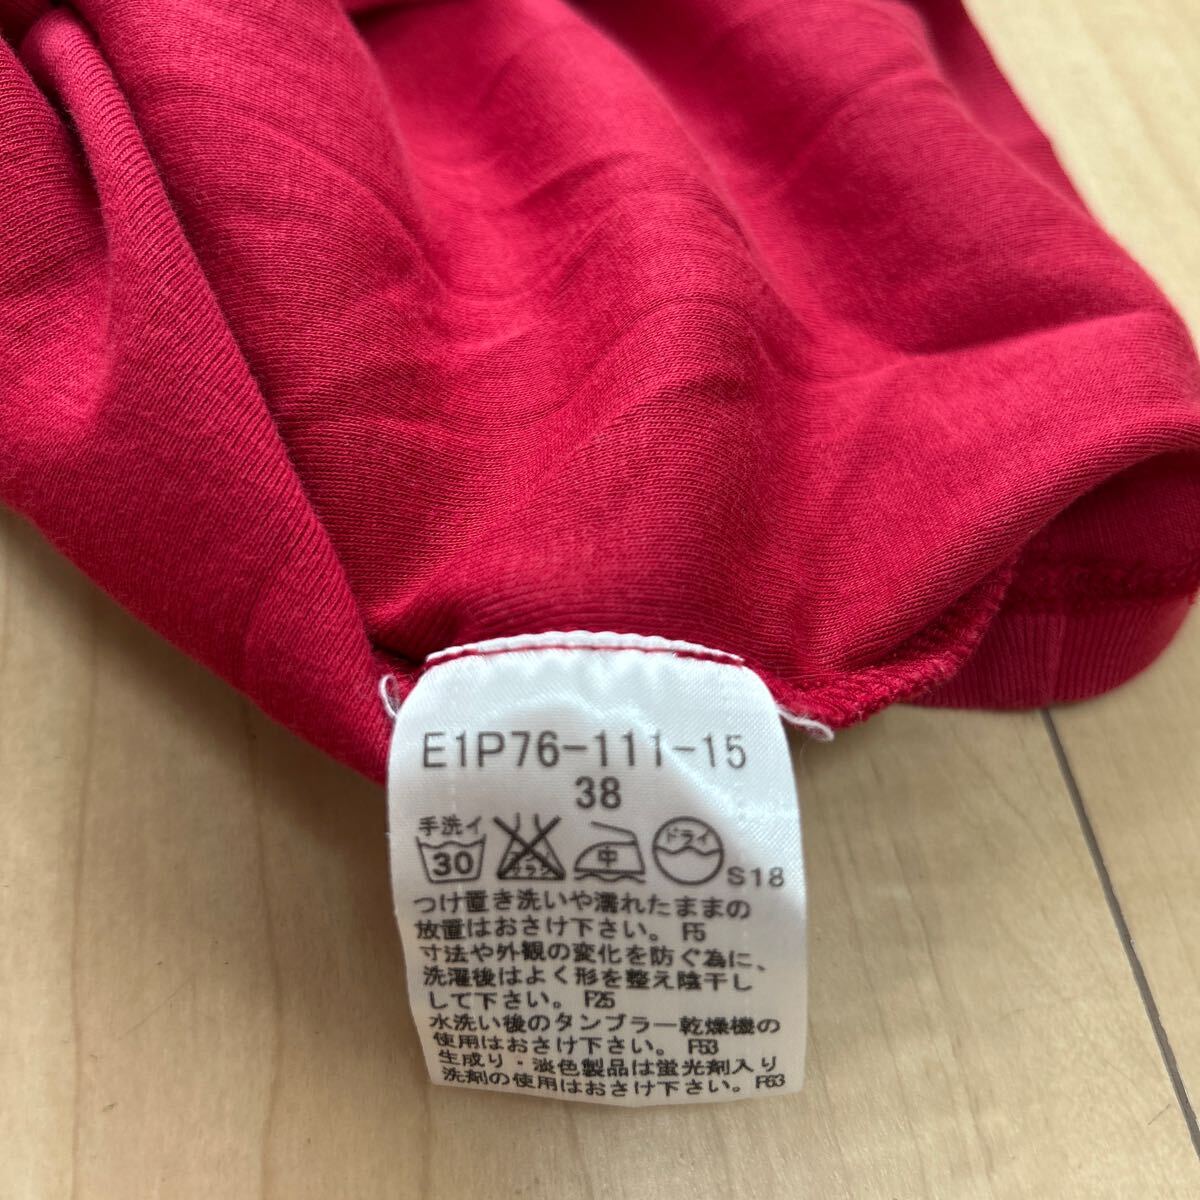 E1P76-111-15
38
手洗イ
30
エンソ
サラシ
中
ドライ
S18
つけ置き洗いや濡れたままの
放置はおさけ下さい。F5
寸法や外観の変化を防ぐ為に、
洗濯後はよく形を整え陰干し
して下さい。F25
水洗い後のタンブラー乾燥機の
使用はおさけ下さい。F53
生成り・淡色製品は蛍光剤入り
洗剤の使用はおさけ下さい。F63